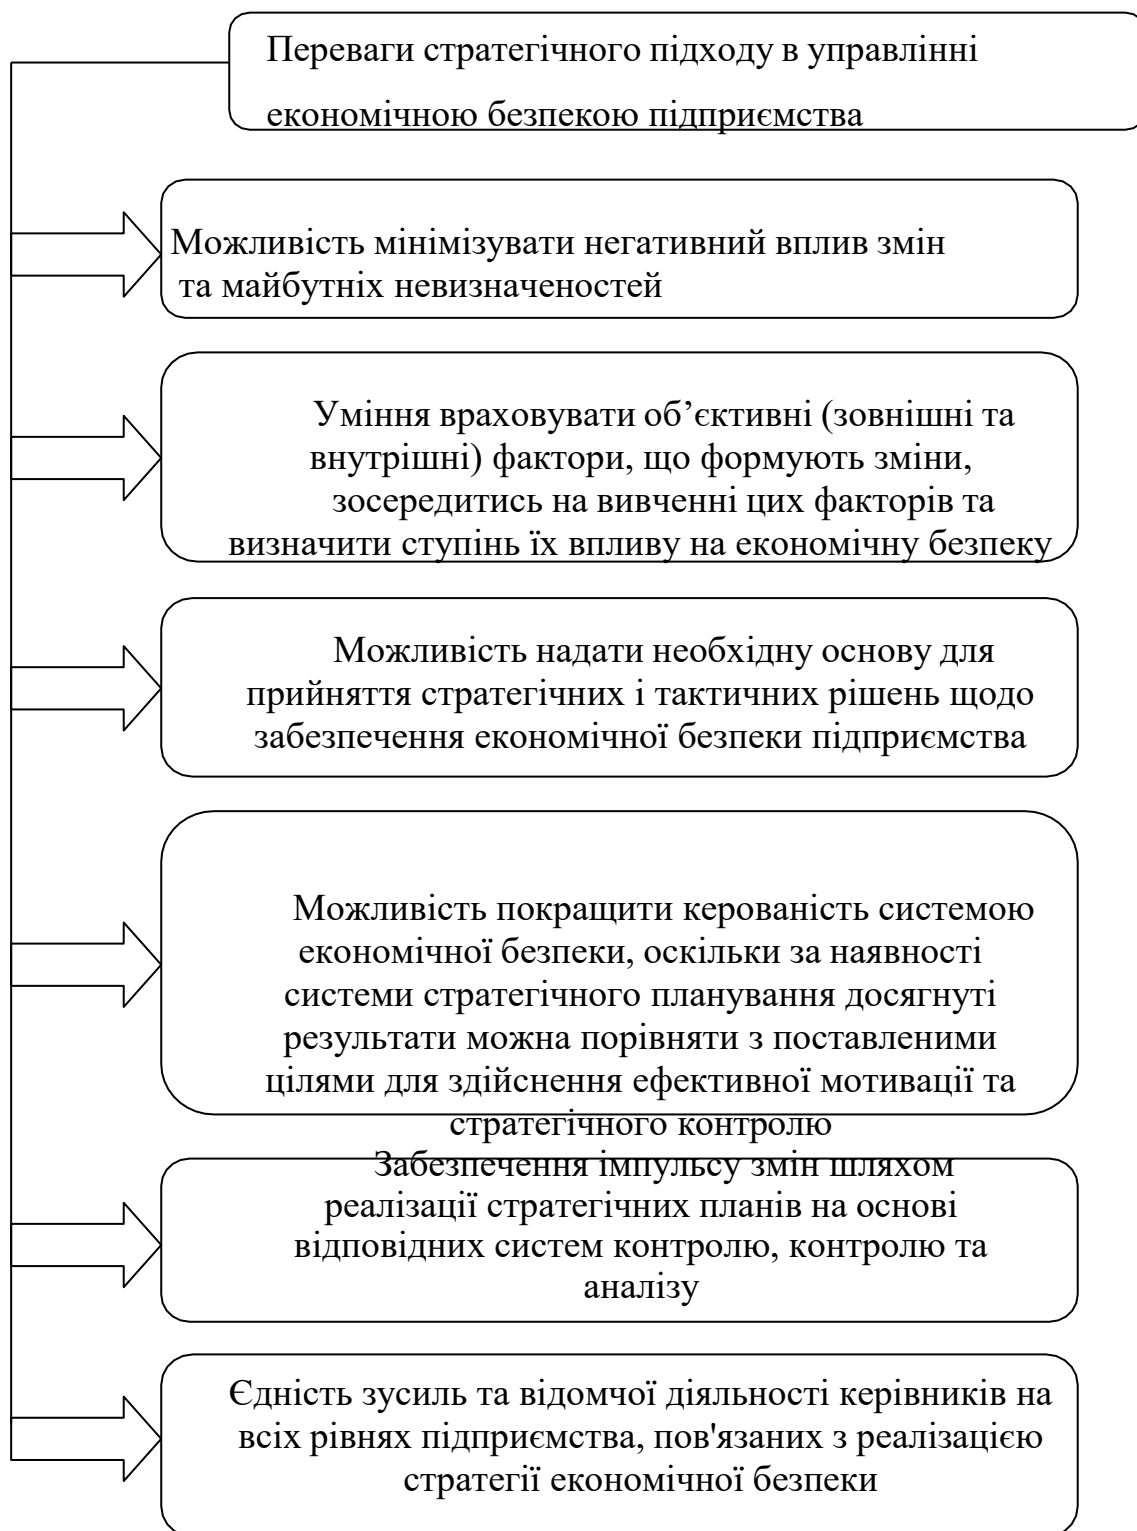 Переваги стратегічного підходу в управлінні
економічною безпекою підприємства
Можливість мінімізувати негативний вплив змін
та майбутніх невизначеностей
Уміння враховувати об’єктивні (зовнішні та
внутрішні) фактори, що формують зміни,
зосередитись на вивченні цих факторів та
визначити ступінь їх впливу на економічну безпеку
Можливість надати необхідну основу для
прийняття стратегічних і тактичних рішень щодо
забезпечення економічної безпеки підприємства
Можливість покращити керованість системою
економічної безпеки, оскільки за наявності
системи стратегічного планування досягнуті
результати можна порівняти з поставленими
цілями для здійснення ефективної мотивації та
стратегічного контролю
Забезпечення імпульсу змін шляхом
реалізації стратегічних планів на основі
відповідних систем контролю, контролю та
аналізу
Єдність зусиль та відомчої діяльності керівників на
всіх рівнях підприємства, пов'язаних з реалізацією
стратегії економічної безпеки